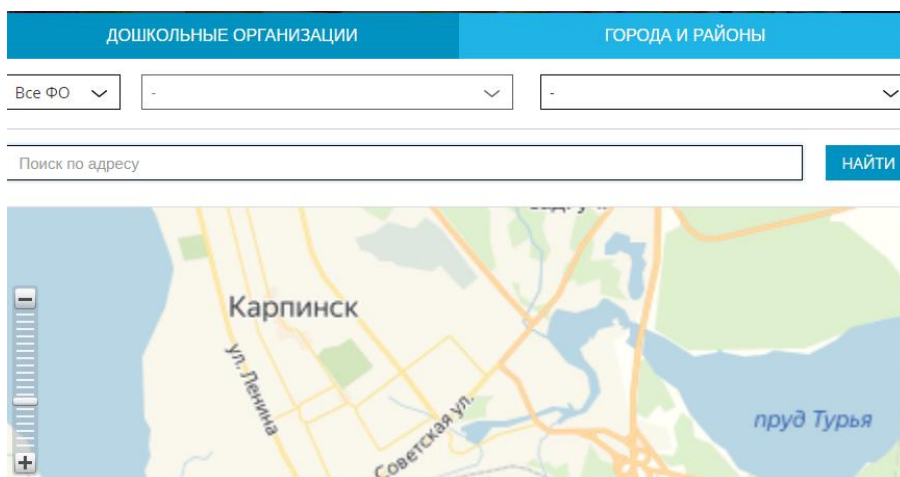 ДОШКОЛЬНЫЕ ОРГАНИЗАЦИИ
ГОРОДА И РАЙОНЫ
Все ФО
-
-
Поиск по адресу
НАЙТИ
Карпинск
ул. Ленина
Советская ул.
пруд Турья